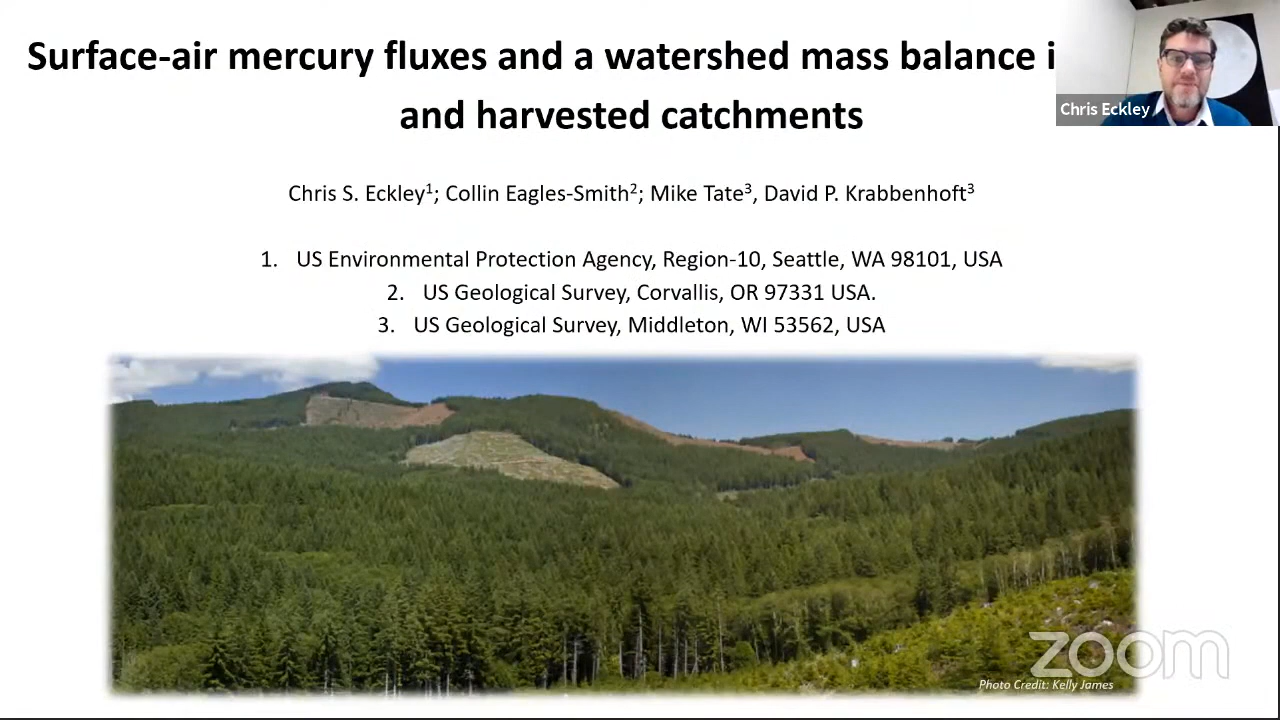 Surface-air mercury fluxes and a watershed mass balance i
and harvested catchments
Chris Eckley
Chris S. Eckley¹; Collin Eagles-Smith²; Mike Tate³, David P. Krabbenhoft³
1. US Environmental Protection Agency, Region-10, Seattle, WA 98101, USA
2. US Geological Survey, Corvallis, OR 97331 USA.
3. US Geological Survey, Middleton, WI 53562, USA
zoom
Photo Credit: Kelly James